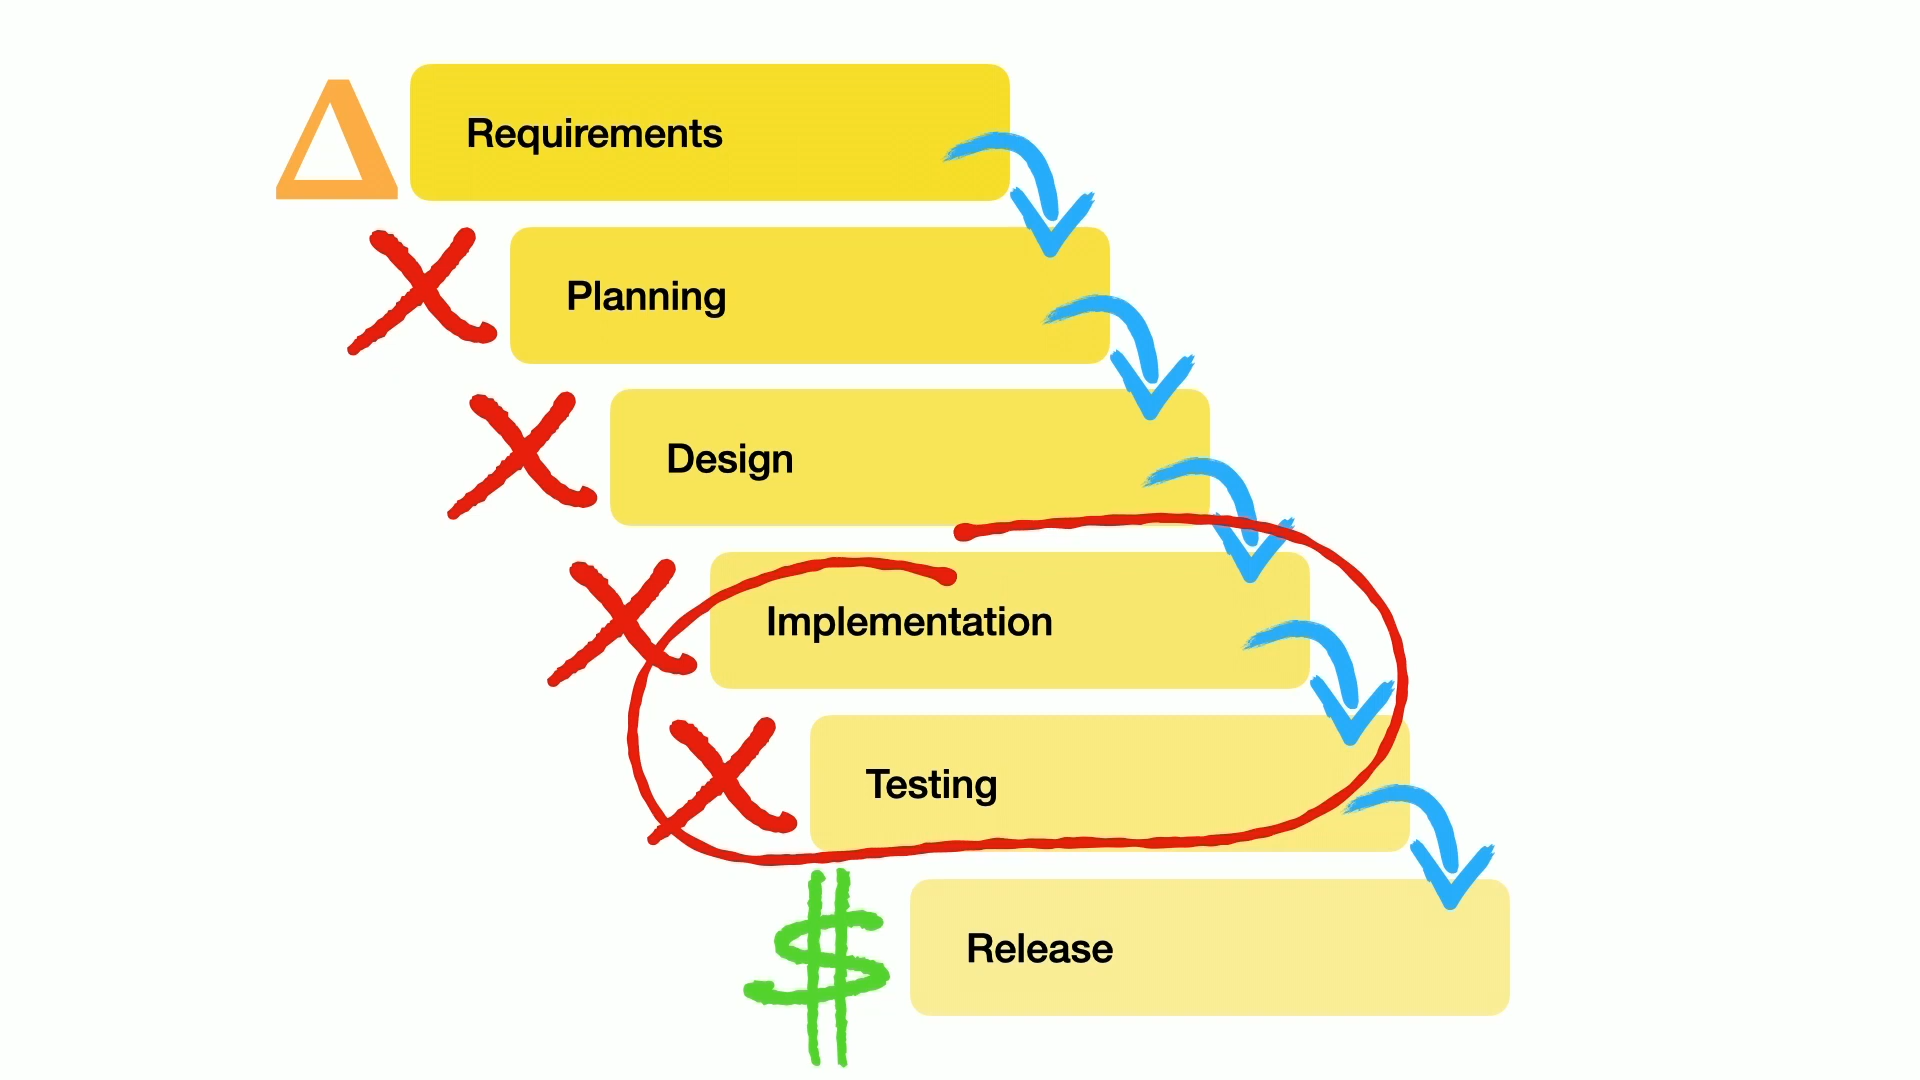 Δ Requirements
Planning
Design
Implementation
Testing
$ Release